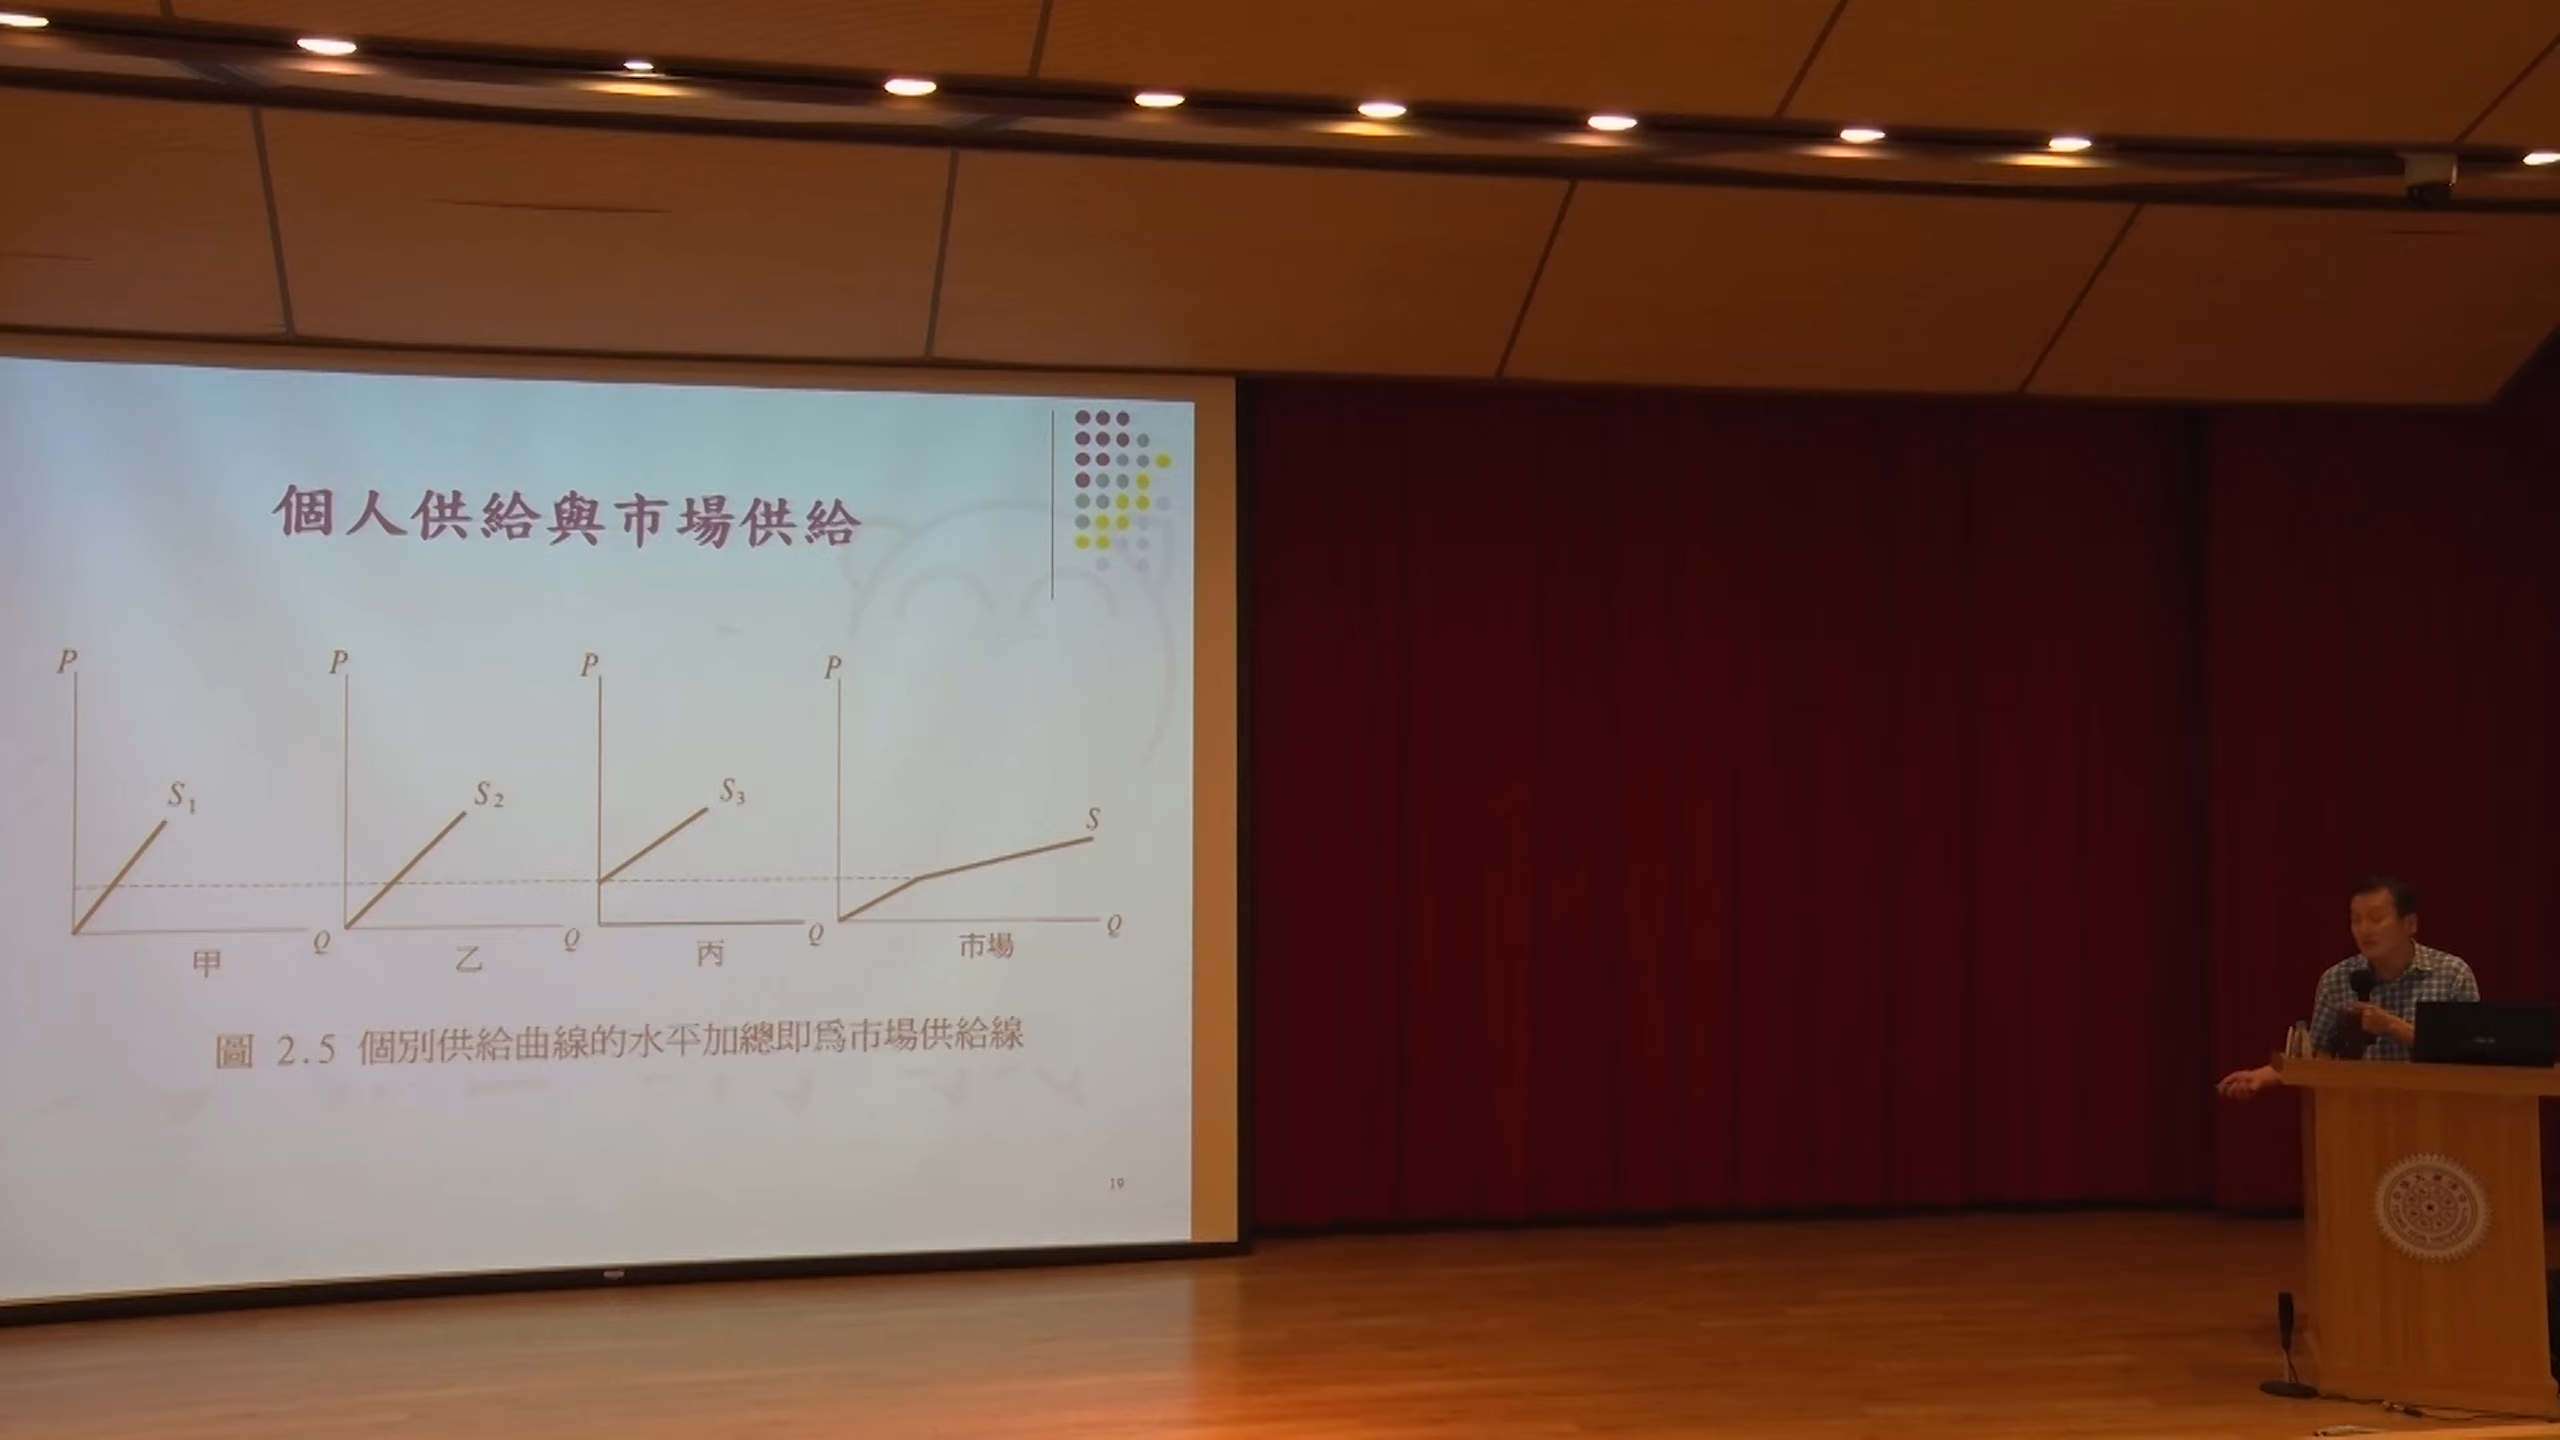 個人供給與市場供給
P P P P
S1 S2 S3 S
Q Q Q Q
甲 乙 丙 市場
圖 2.5 個別供給曲線的水平加總即爲市場供給線
19